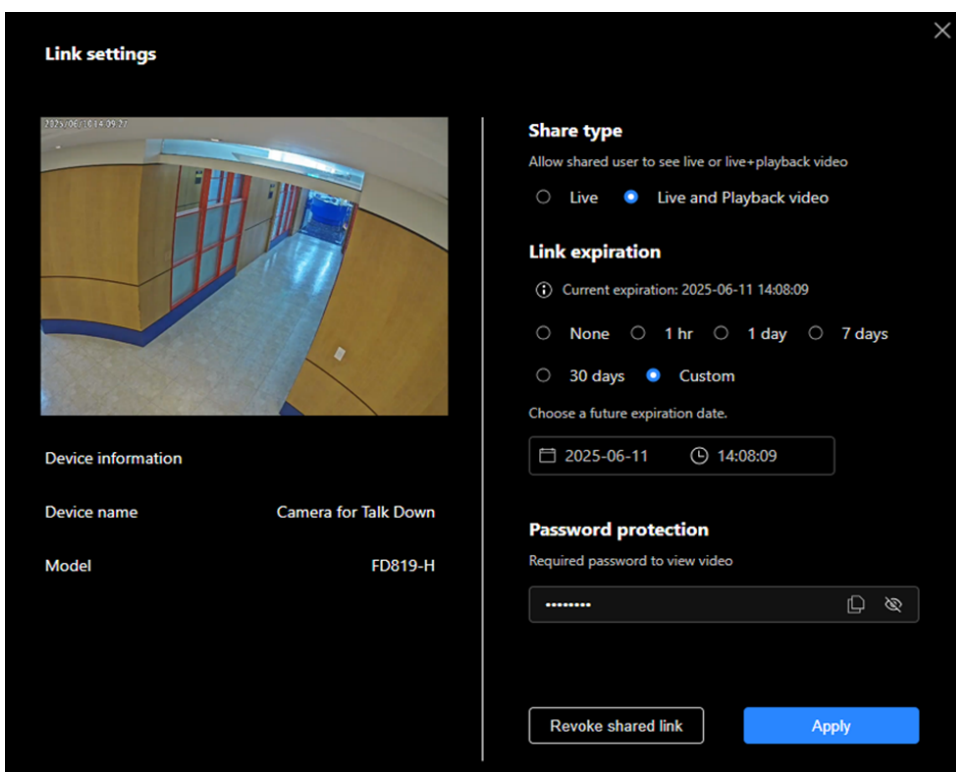 Link settings
2025/06/10 14:09:27
Device information
Device name Camera for Talk Down
Model FD819-H
Share type
Allow shared user to see live or live+playback video
Live Live and Playback video
Link expiration
Current expiration: 2025-06-11 14:08:09
None 1 hr 1 day 7 days
30 days Custom
Choose a future expiration date.
2025-06-11 14:08:09
Password protection
Required password to view video
••••••••
Revoke shared link Apply